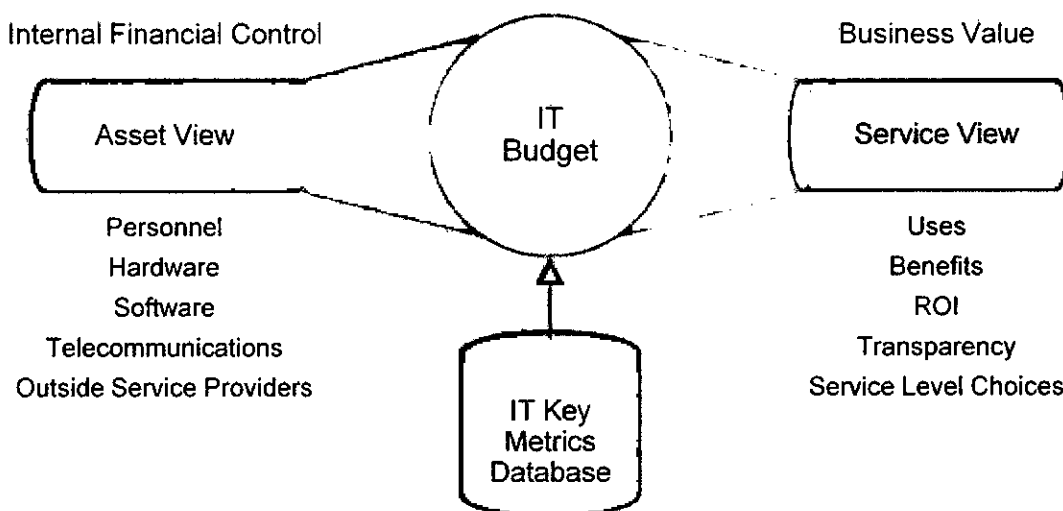 Internal Financial Control
Asset View
Personnel
Hardware
Software
Telecommunications
Outside Service Providers
IT
Budget
IT Key
Metrics
Database
Business Value
Service View
Uses
Benefits
ROI
Transparency
Service Level Choices